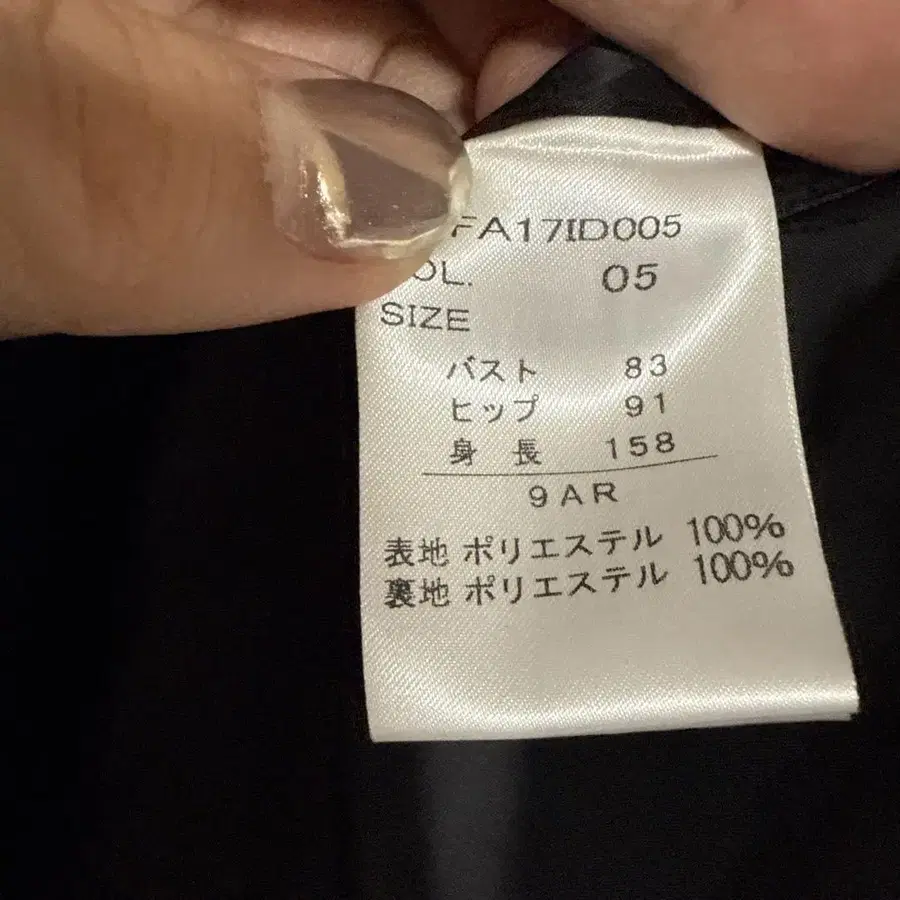 FA17ID005
OL. 05
SIZE
バスト 83
ヒップ 91
身長 158
9AR
表地 ポリエステル 100%
裏地 ポリエステル 100%